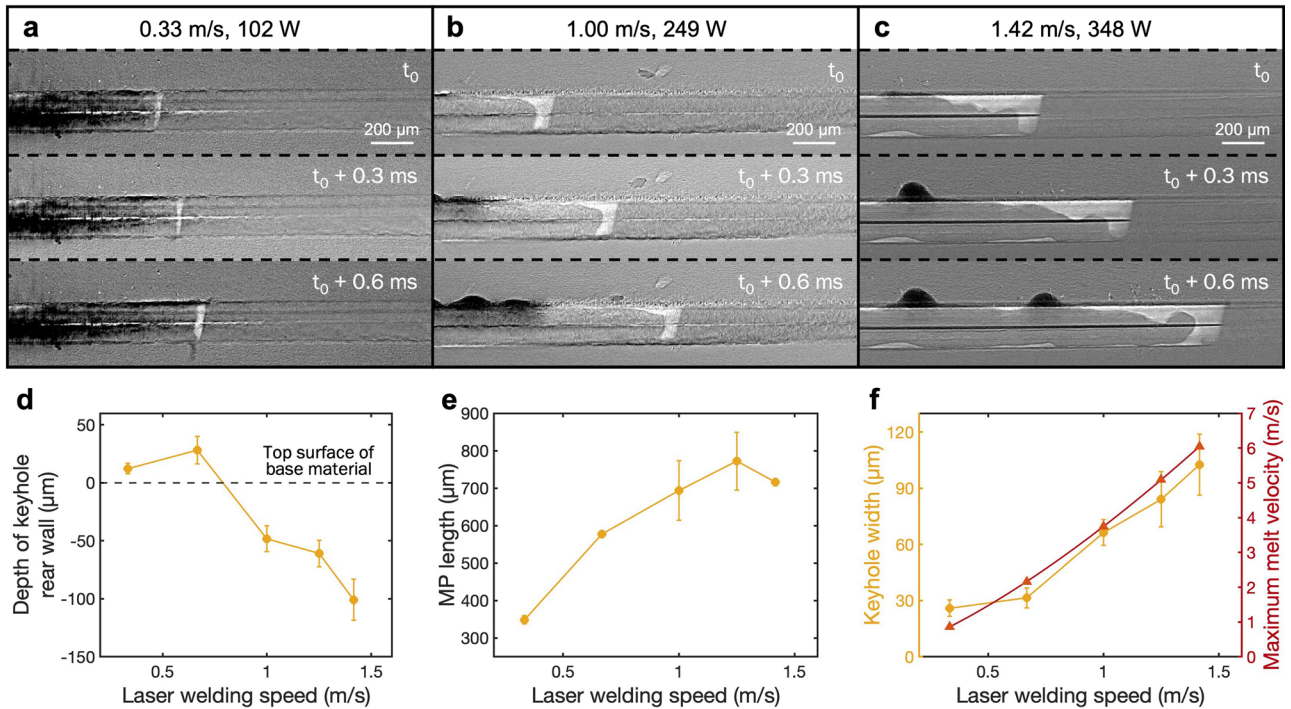 a
0.33 m/s, 102 W
t₀
200 µm
t₀ + 0.3 ms
t₀ + 0.6 ms
b
1.00 m/s, 249 W
t₀
200 µm
t₀ + 0.3 ms
t₀ + 0.6 ms
c
1.42 m/s, 348 W
t₀
200 µm
t₀ + 0.3 ms
t₀ + 0.6 ms
d
Depth of keyhole
rear wall (µm)
50
0
-50
-100
-150
Top surface of
base material
0.5
1
1.5
Laser welding speed (m/s)
e
MP length (µm)
900
800
700
600
500
400
300
0.5
1
1.5
Laser welding speed (m/s)
f
Keyhole width (µm)
120
90
60
30
0
Maximum melt velocity (m/s)
7
6
5
4
3
2
1
0
0.5
1
1.5
Laser welding speed (m/s)